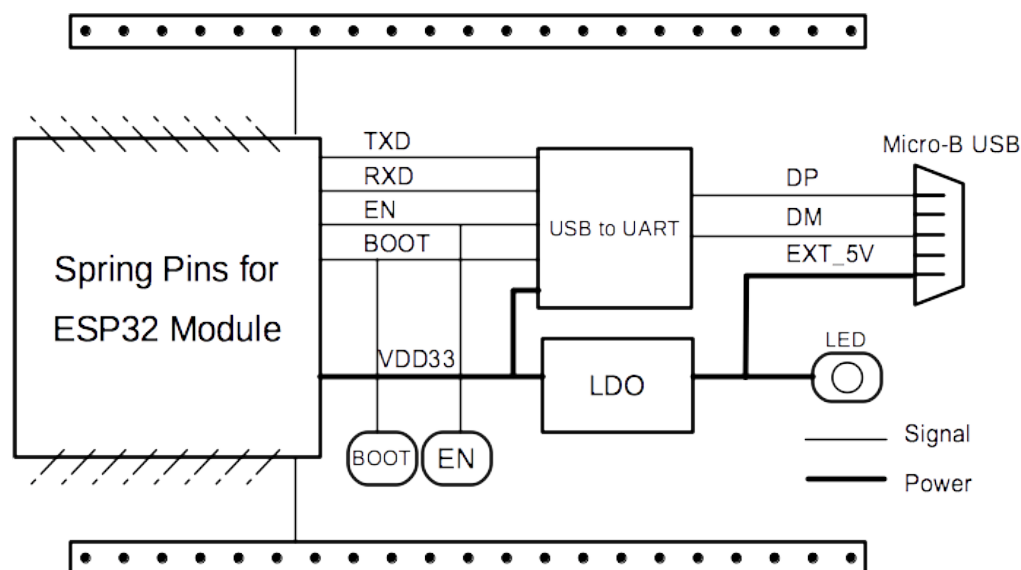 TXD
RXD
EN
BOOT
Spring Pins for
ESP32 Module
USB to UART
Micro-B USB
DP
DM
EXT_5V
VDD33
LDO
LED
BOOT
EN
Signal
Power